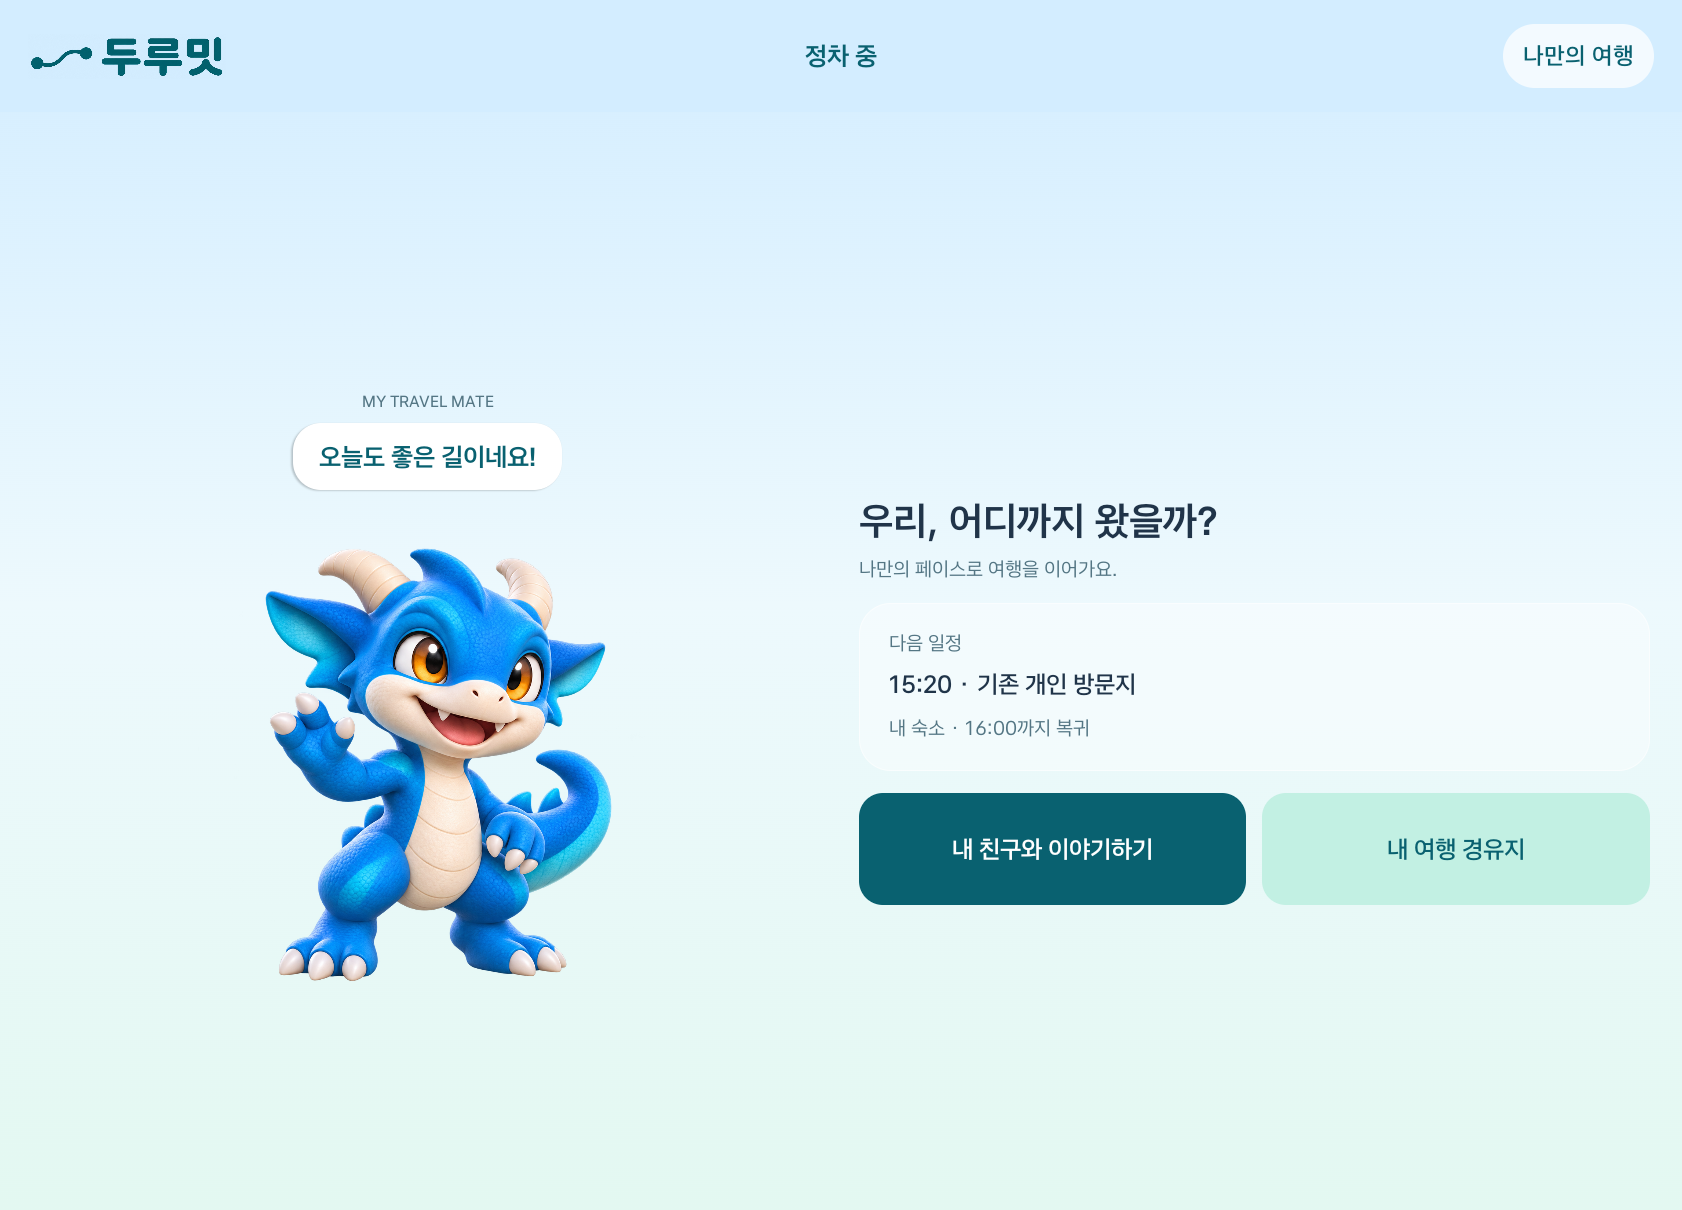 두루밋
정차 중
나만의 여행
MY TRAVEL MATE
오늘도 좋은 길이네요!
우리, 어디까지 왔을까?
나만의 페이스로 여행을 이어가요.
다음 일정
15:20 · 기존 개인 방문지
내 숙소 · 16:00까지 복귀
내 친구와 이야기하기
내 여행 경유지